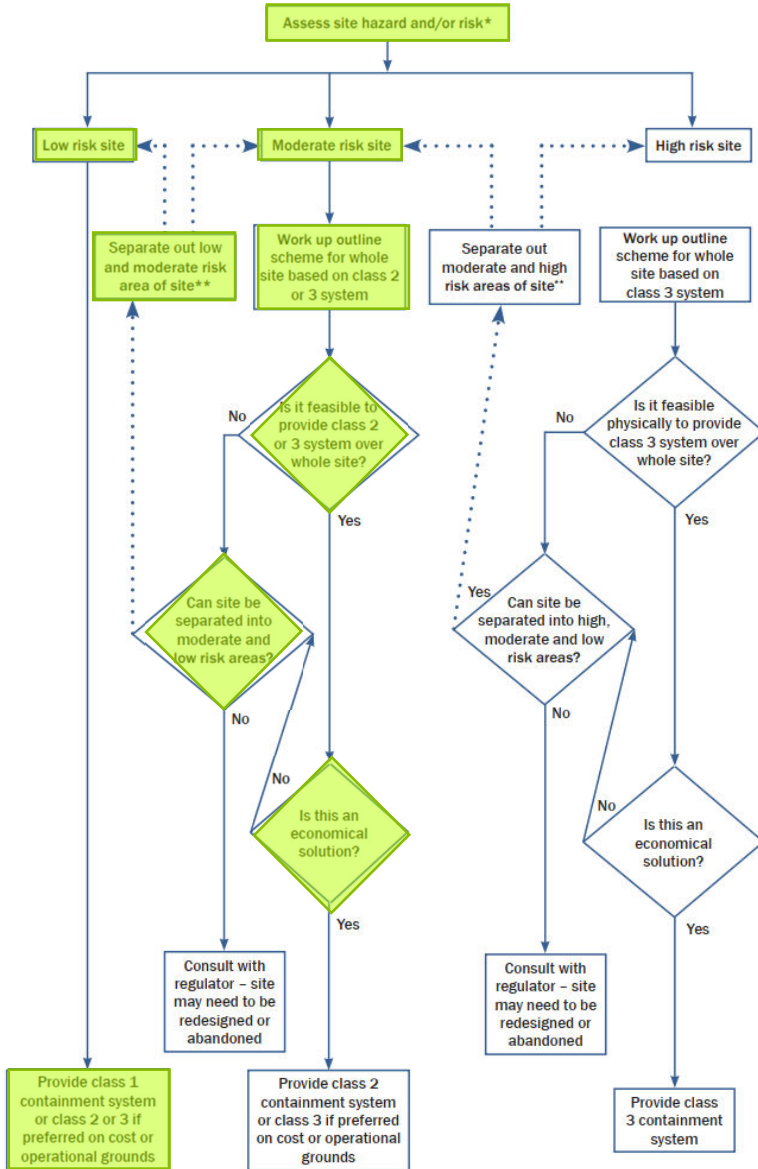 Assess site hazard and/or risk*
Low risk site
Moderate risk site
High risk site
Separate out low
and moderate risk
area of site**
Work up outline
scheme for whole
site based on class 2
or 3 system
Separate out
moderate and high
risk areas of site**
Work up outline
scheme for whole
site based on
class 3 system
No
Is it feasible to
provide class 2
or 3 system over
whole site?
Yes
No
Is it feasible
physically to provide
class 3 system over
whole site?
Yes
Can site be
separated into
moderate and
low risk areas?
No
Yes
Can site be
separated into high,
moderate and low
risk areas?
No
No
Is this an
economical
solution?
Yes
No
Is this an
economical
solution?
Yes
Consult with
regulator – site
may need to be
redesigned or
abandoned
Consult with
regulator – site
may need to be
redesigned or
abandoned
Provide class 1
containment system
or class 2 or 3 if
preferred on cost or
operational grounds
Provide class 2
containment system
or class 3 if preferred
on cost or operational
grounds
Provide class
3 containment
system